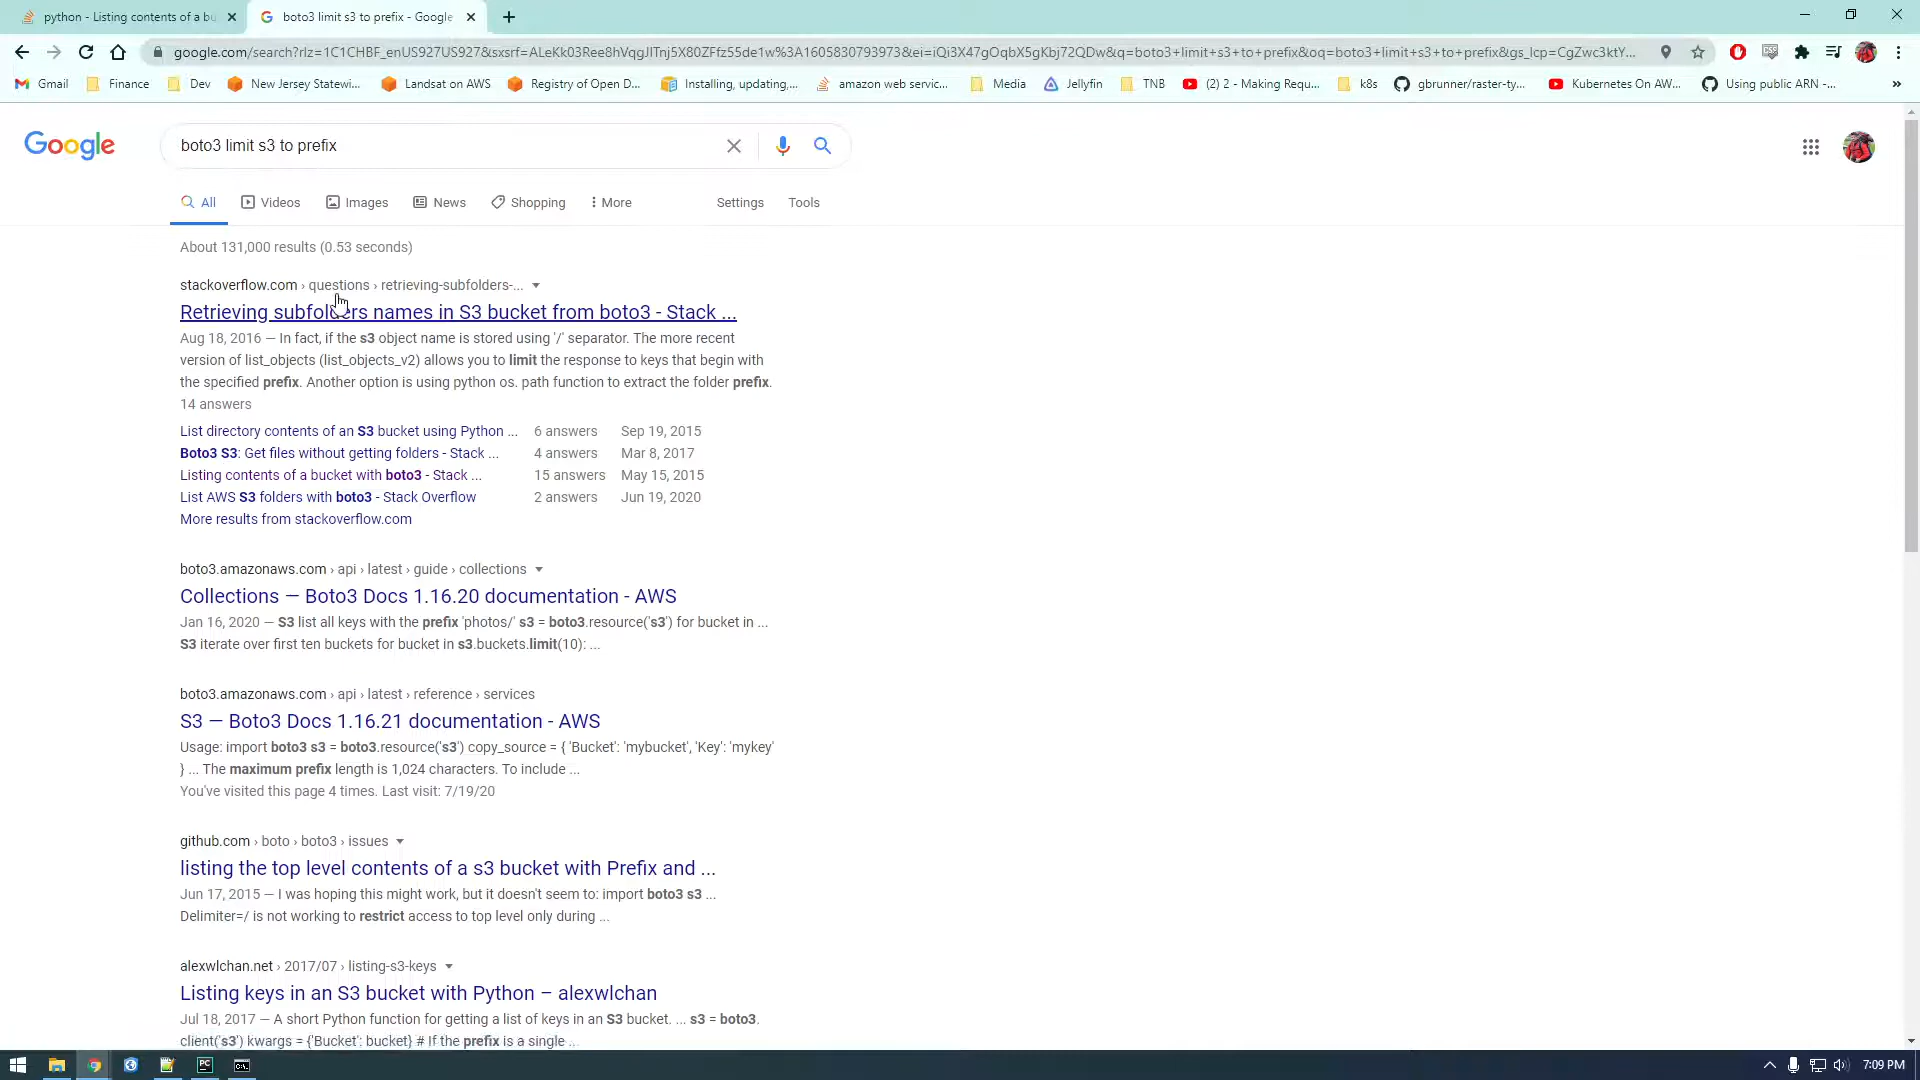 python - Listing contents of a bu
boto3 limit s3 to prefix - Google
google.com/search?rlz=1C1CHBF_enUS927US927&sxsrf=ALeKk03Ree8hVqgJITnj5X80ZFfz55de1w%3A1605830793973&ei=iQi3X47gOqbX5gKbj72QDw&q=boto3+limit+s3+to+prefix&oq=boto3+limit+s3+to+prefix&gs_lcp=CgZwc3ktY...
Gmail Finance Dev New Jersey Statewi... Landsat on AWS Registry of Open D... Installing, updating,... amazon web servic... Media Jellyfin TNB (2) 2 - Making Requ... k8s gbrunner/raster-ty... Kubernetes On AW... Using public ARN -... »
Google
boto3 limit s3 to prefix
All Videos Images News Shopping More Settings Tools
About 131,000 results (0.53 seconds)
stackoverflow.com › questions › retrieving-subfolders-...
Retrieving subfolders names in S3 bucket from boto3 - Stack ...
Aug 18, 2016 — In fact, if the s3 object name is stored using '/' separator. The more recent
version of list_objects (list_objects_v2) allows you to limit the response to keys that begin with
the specified prefix. Another option is using python os. path function to extract the folder prefix.
14 answers
List directory contents of an S3 bucket using Python ... 6 answers Sep 19, 2015
Boto3 S3: Get files without getting folders - Stack ... 4 answers Mar 8, 2017
Listing contents of a bucket with boto3 - Stack ... 15 answers May 15, 2015
List AWS S3 folders with boto3 - Stack Overflow 2 answers Jun 19, 2020
More results from stackoverflow.com
boto3.amazonaws.com › api › latest › guide › collections
Collections — Boto3 Docs 1.16.20 documentation - AWS
Jan 16, 2020 — S3 list all keys with the prefix 'photos/' s3 = boto3.resource('s3') for bucket in ...
S3 iterate over first ten buckets for bucket in s3.buckets.limit(10): ...
boto3.amazonaws.com › api › latest › reference › services
S3 — Boto3 Docs 1.16.21 documentation - AWS
Usage: import boto3 s3 = boto3.resource('s3') copy_source = { 'Bucket': 'mybucket', 'Key': 'mykey'
} ... The maximum prefix length is 1,024 characters. To include ...
You've visited this page 4 times. Last visit: 7/19/20
github.com › boto › boto3 › issues
listing the top level contents of a s3 bucket with Prefix and ...
Jun 17, 2015 — I was hoping this might work, but it doesn't seem to: import boto3 s3 ...
Delimiter=/ is not working to restrict access to top level only during ...
alexwlchan.net › 2017/07 › listing-s3-keys
Listing keys in an S3 bucket with Python – alexwlchan
Jul 18, 2017 — A short Python function for getting a list of keys in an S3 bucket. ... s3 = boto3.
client('s3') kwargs = {'Bucket': bucket} # If the prefix is a single ...
7:09 PM